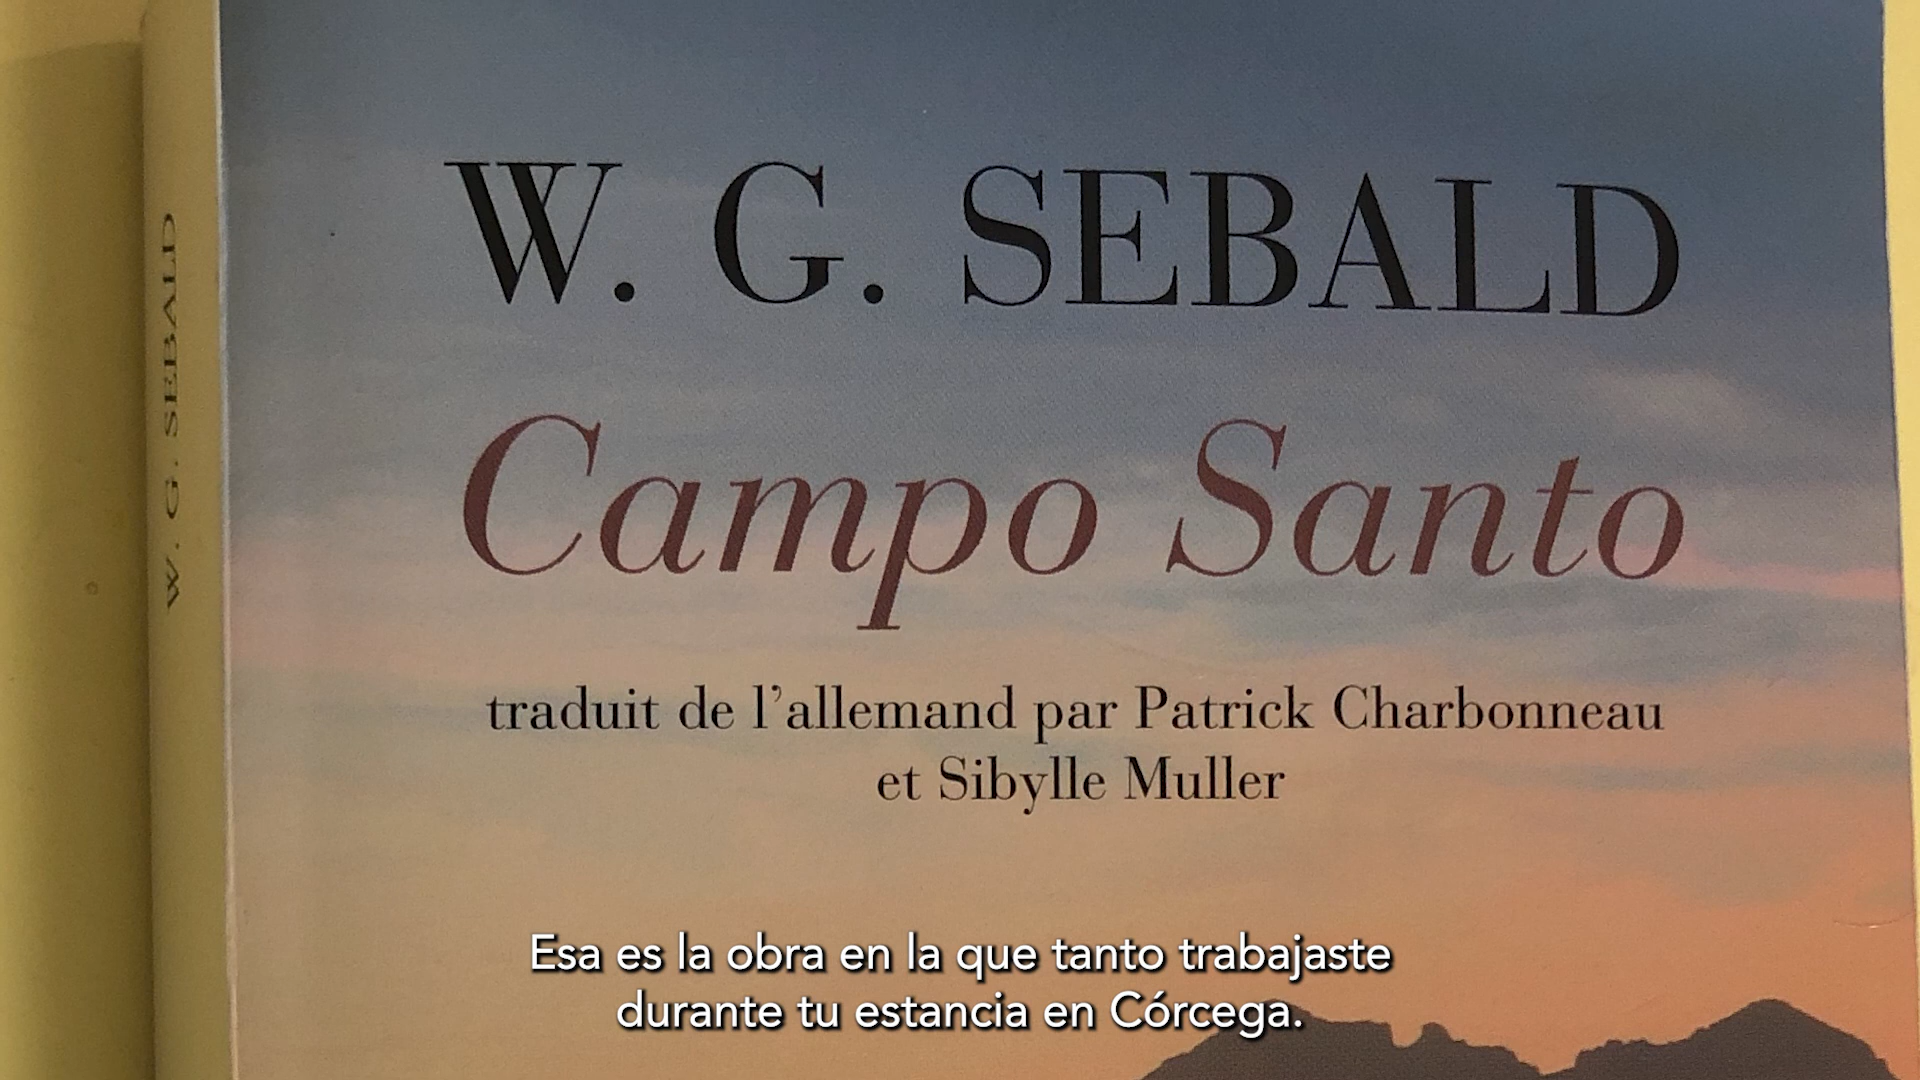 W. G. SEBALD
W. G. SEBALD
Campo Santo
traduit de l'allemand par Patrick Charbonneau
et Sibylle Muller
Esa es la obra en la que tanto trabajaste
durante tu estancia en Córcega.